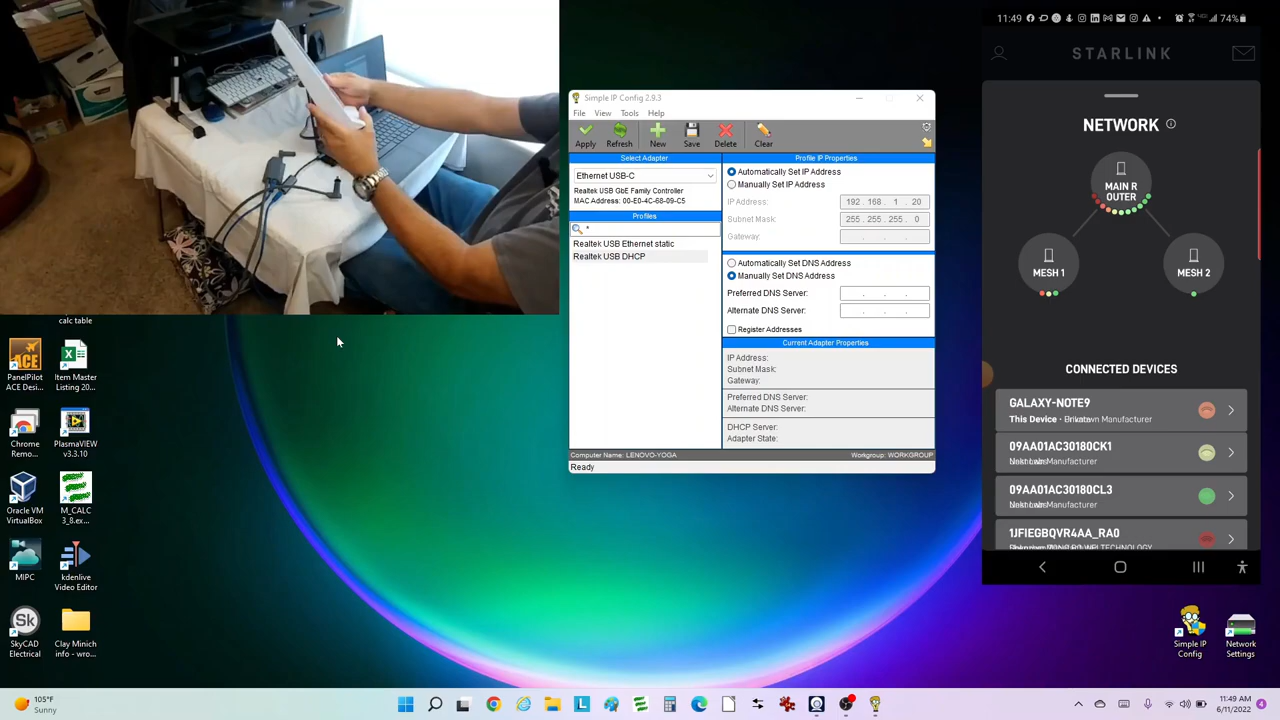 calc table
PanelPilot
ACE Desi...
Item Master
Listing 20...
Chrome
Remo...
PlasmaVIEW
v3.3.10
Oracle VM
VirtualBox
M_CALC
3_8.ex...
MIPC
kdenlive
Video Editor
SkyCAD
Electrical
Clay Minich
info - wro...
Simple IP Config 2.9.3
File View Tools Help
Apply Refresh New Save Delete Clear
Select Adapter
Ethernet USB-C
Realtek USB GbE Family Controller
MAC Address: 00-E0-4C-68-09-C5
Profiles
*
Realtek USB Ethernet static
Realtek USB DHCP
Profile IP Properties
Automatically Set IP Address
Manually Set IP Address
IP Address: 192 . 168 . 1 . 20
Subnet Mask: 255 . 255 . 255 . 0
Gateway: . . .
Automatically Set DNS Address
Manually Set DNS Address
Preferred DNS Server: . . .
Alternate DNS Server: . . .
Register Addresses
Current Adapter Properties
IP Address:
Subnet Mask:
Gateway:
Preferred DNS Server:
Alternate DNS Server:
DHCP Server:
Adapter State:
Computer Name: LENOVO-YOGA Workgroup: WORKGROUP
Ready
11:49 74%
STARLINK
NETWORK
MAIN R
OUTER
MESH 1
MESH 2
CONNECTED DEVICES
GALAXY-NOTE9
This Device • Manufacturer
09AA01AC30180CK1
Manufacturer
09AA01AC30180CL3
Manufacturer
1JFIEGBQVR4AA_RA0
TECHNOLOGY
Simple IP
Config
Network
Settings
105°F
Sunny
11:49 AM
6/11/2022
4